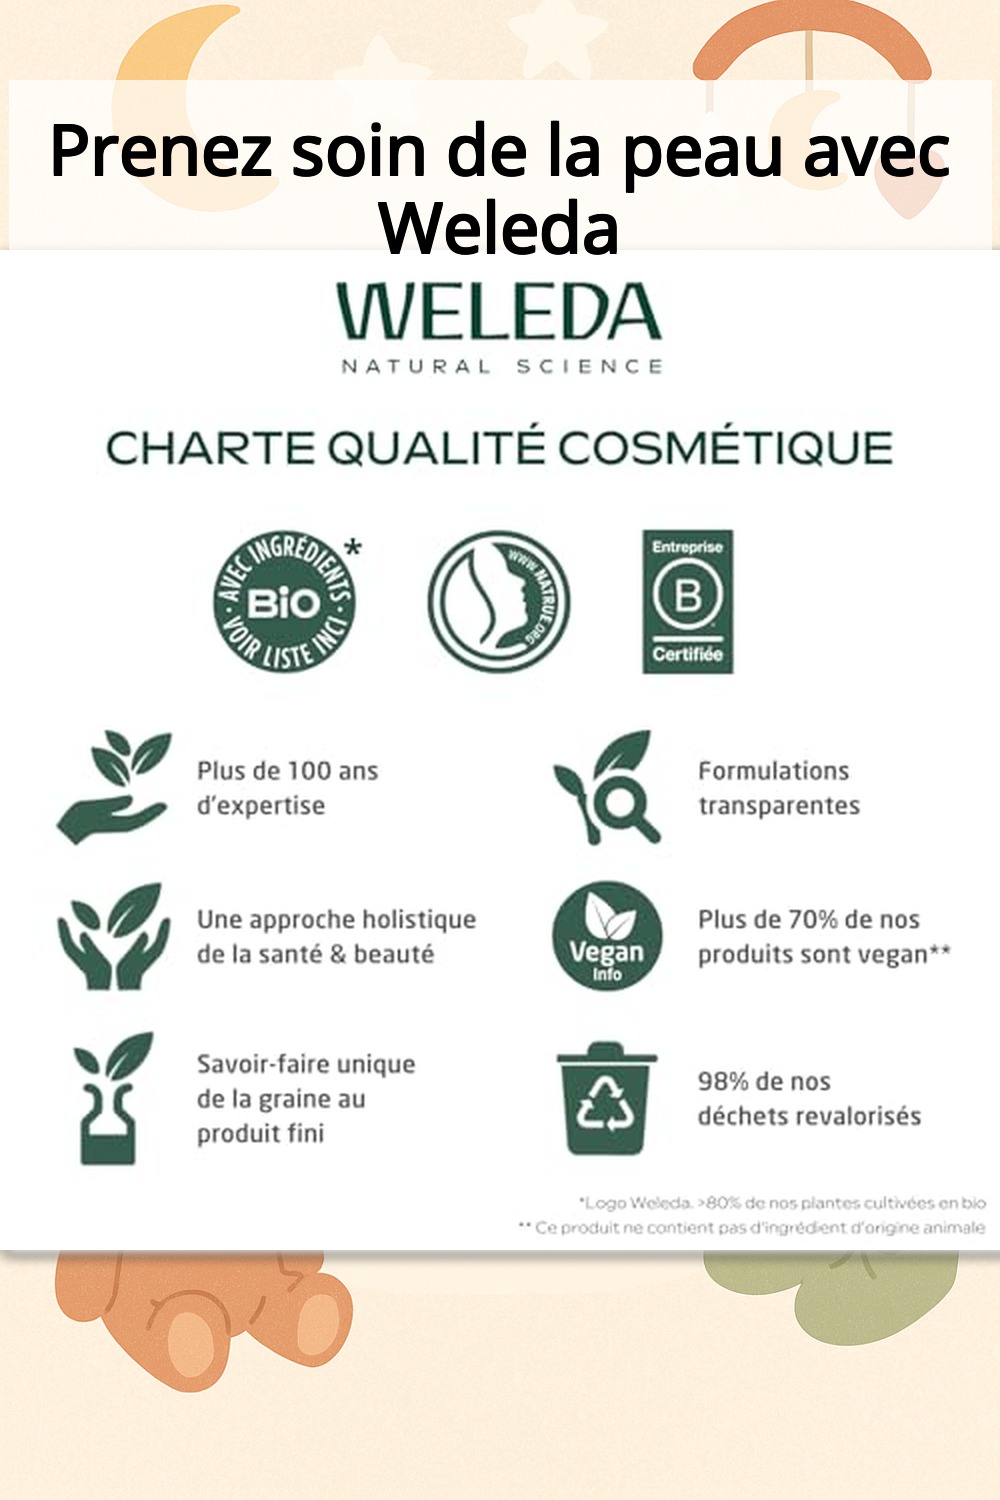 Prenez soin de la peau avec
Weleda
WELEDA
NATURAL SCIENCE
CHARTE QUALITÉ COSMÉTIQUE
· AVEC INGRÉDIENTS · *
BiO
VOIR LISTE INCI
WWW.NATRUE.ORG
Entreprise
B
Certifiée
Plus de 100 ans
d'expertise
Formulations
transparentes
Une approche holistique
de la santé & beauté
Vegan
Info
Plus de 70% de nos
produits sont vegan**
Savoir-faire unique
de la graine au
produit fini
98% de nos
déchets revalorisés
*Logo Weleda. >80% de nos plantes cultivées en bio
** Ce produit ne contient pas d'ingrédient d'origine animale